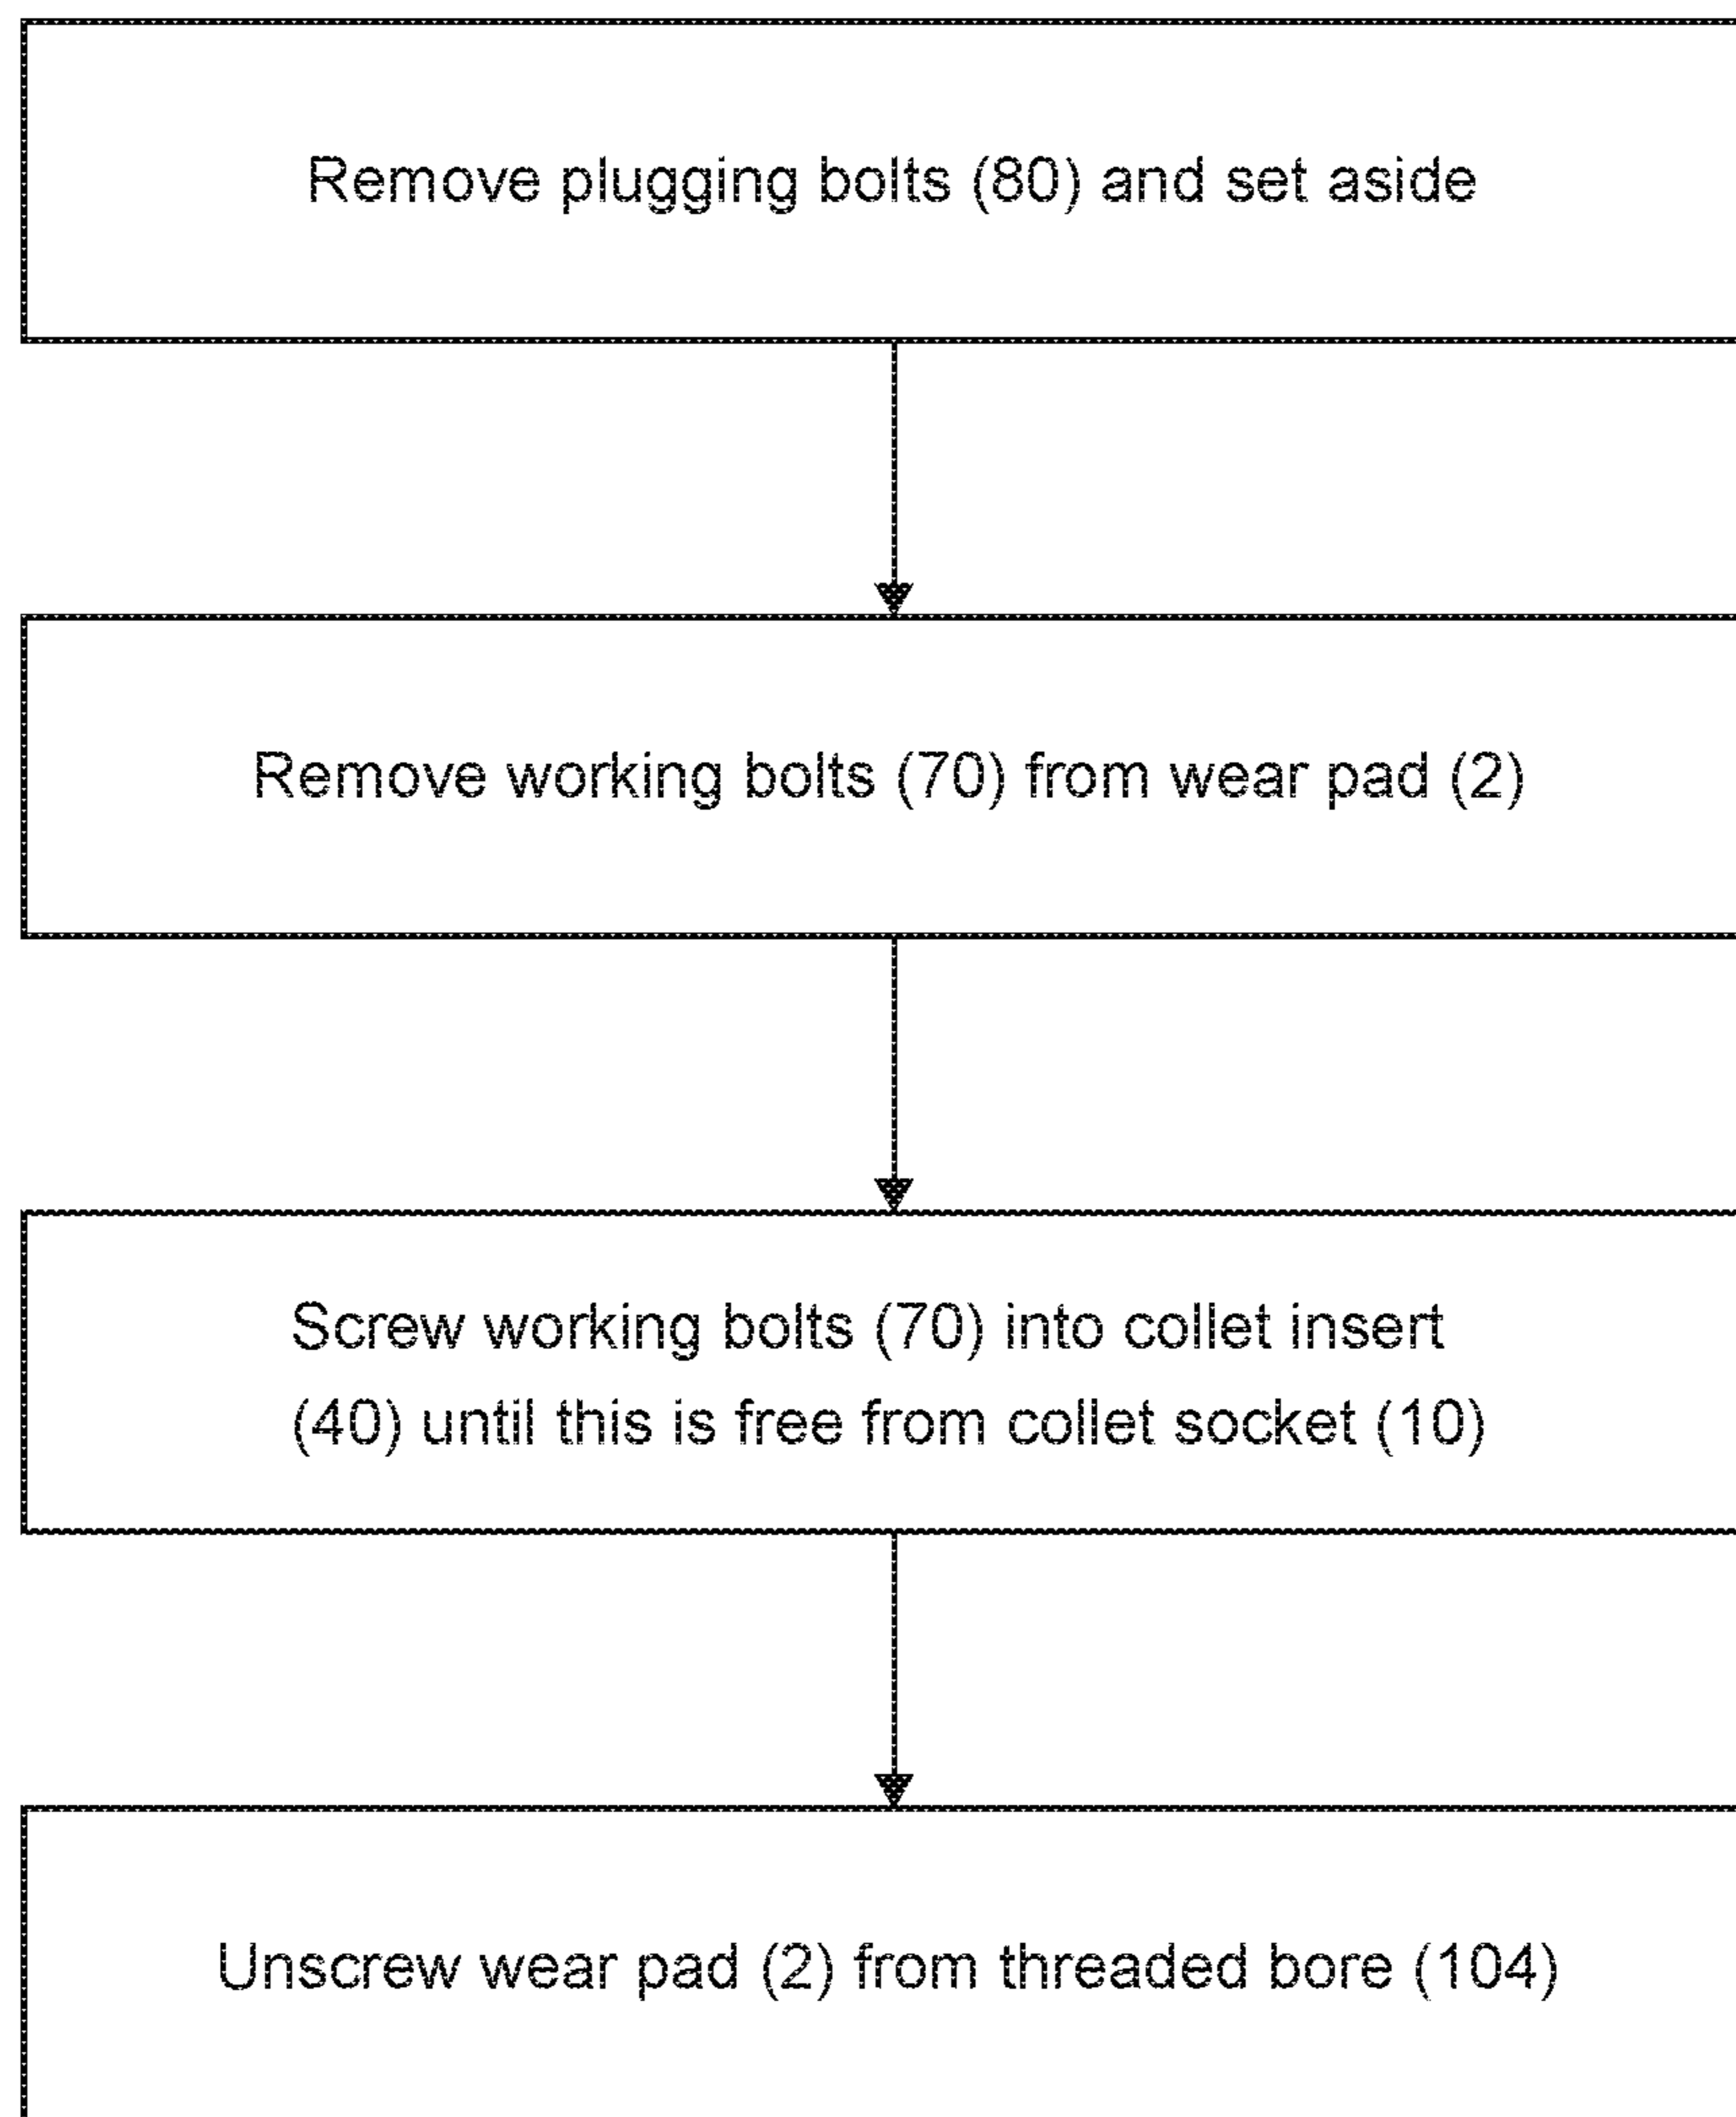 Remove plugging bolts (80) and set aside
Remove working bolts (70) from wear pad (2)
Screw working bolts (70) into collet insert
(40) until this is free from collet socket (10)
Unscrew wear pad (2) from threaded bore (104)